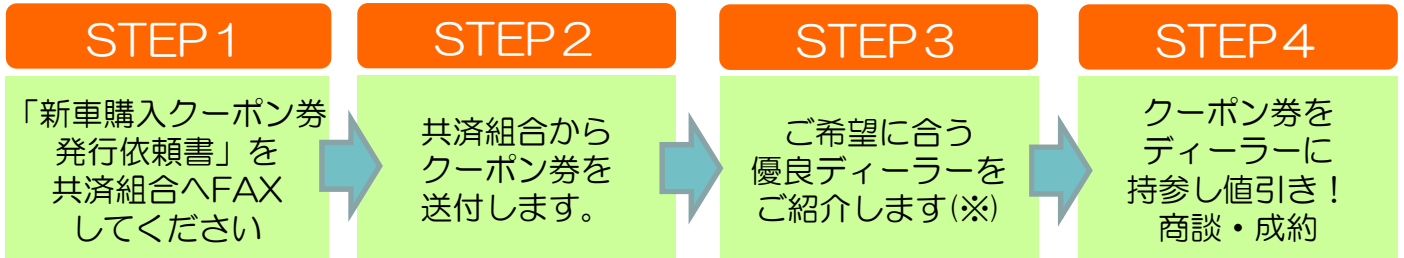 STEP1
「新車購入クーポン券
発行依頼書」を
共済組合へFAX
してください
STEP2
共済組合から
クーポン券を
送付します。
STEP3
ご希望に合う
優良ディーラーを
ご紹介します(※)
STEP4
クーポン券を
ディーラーに
持参し値引き！
商談・成約